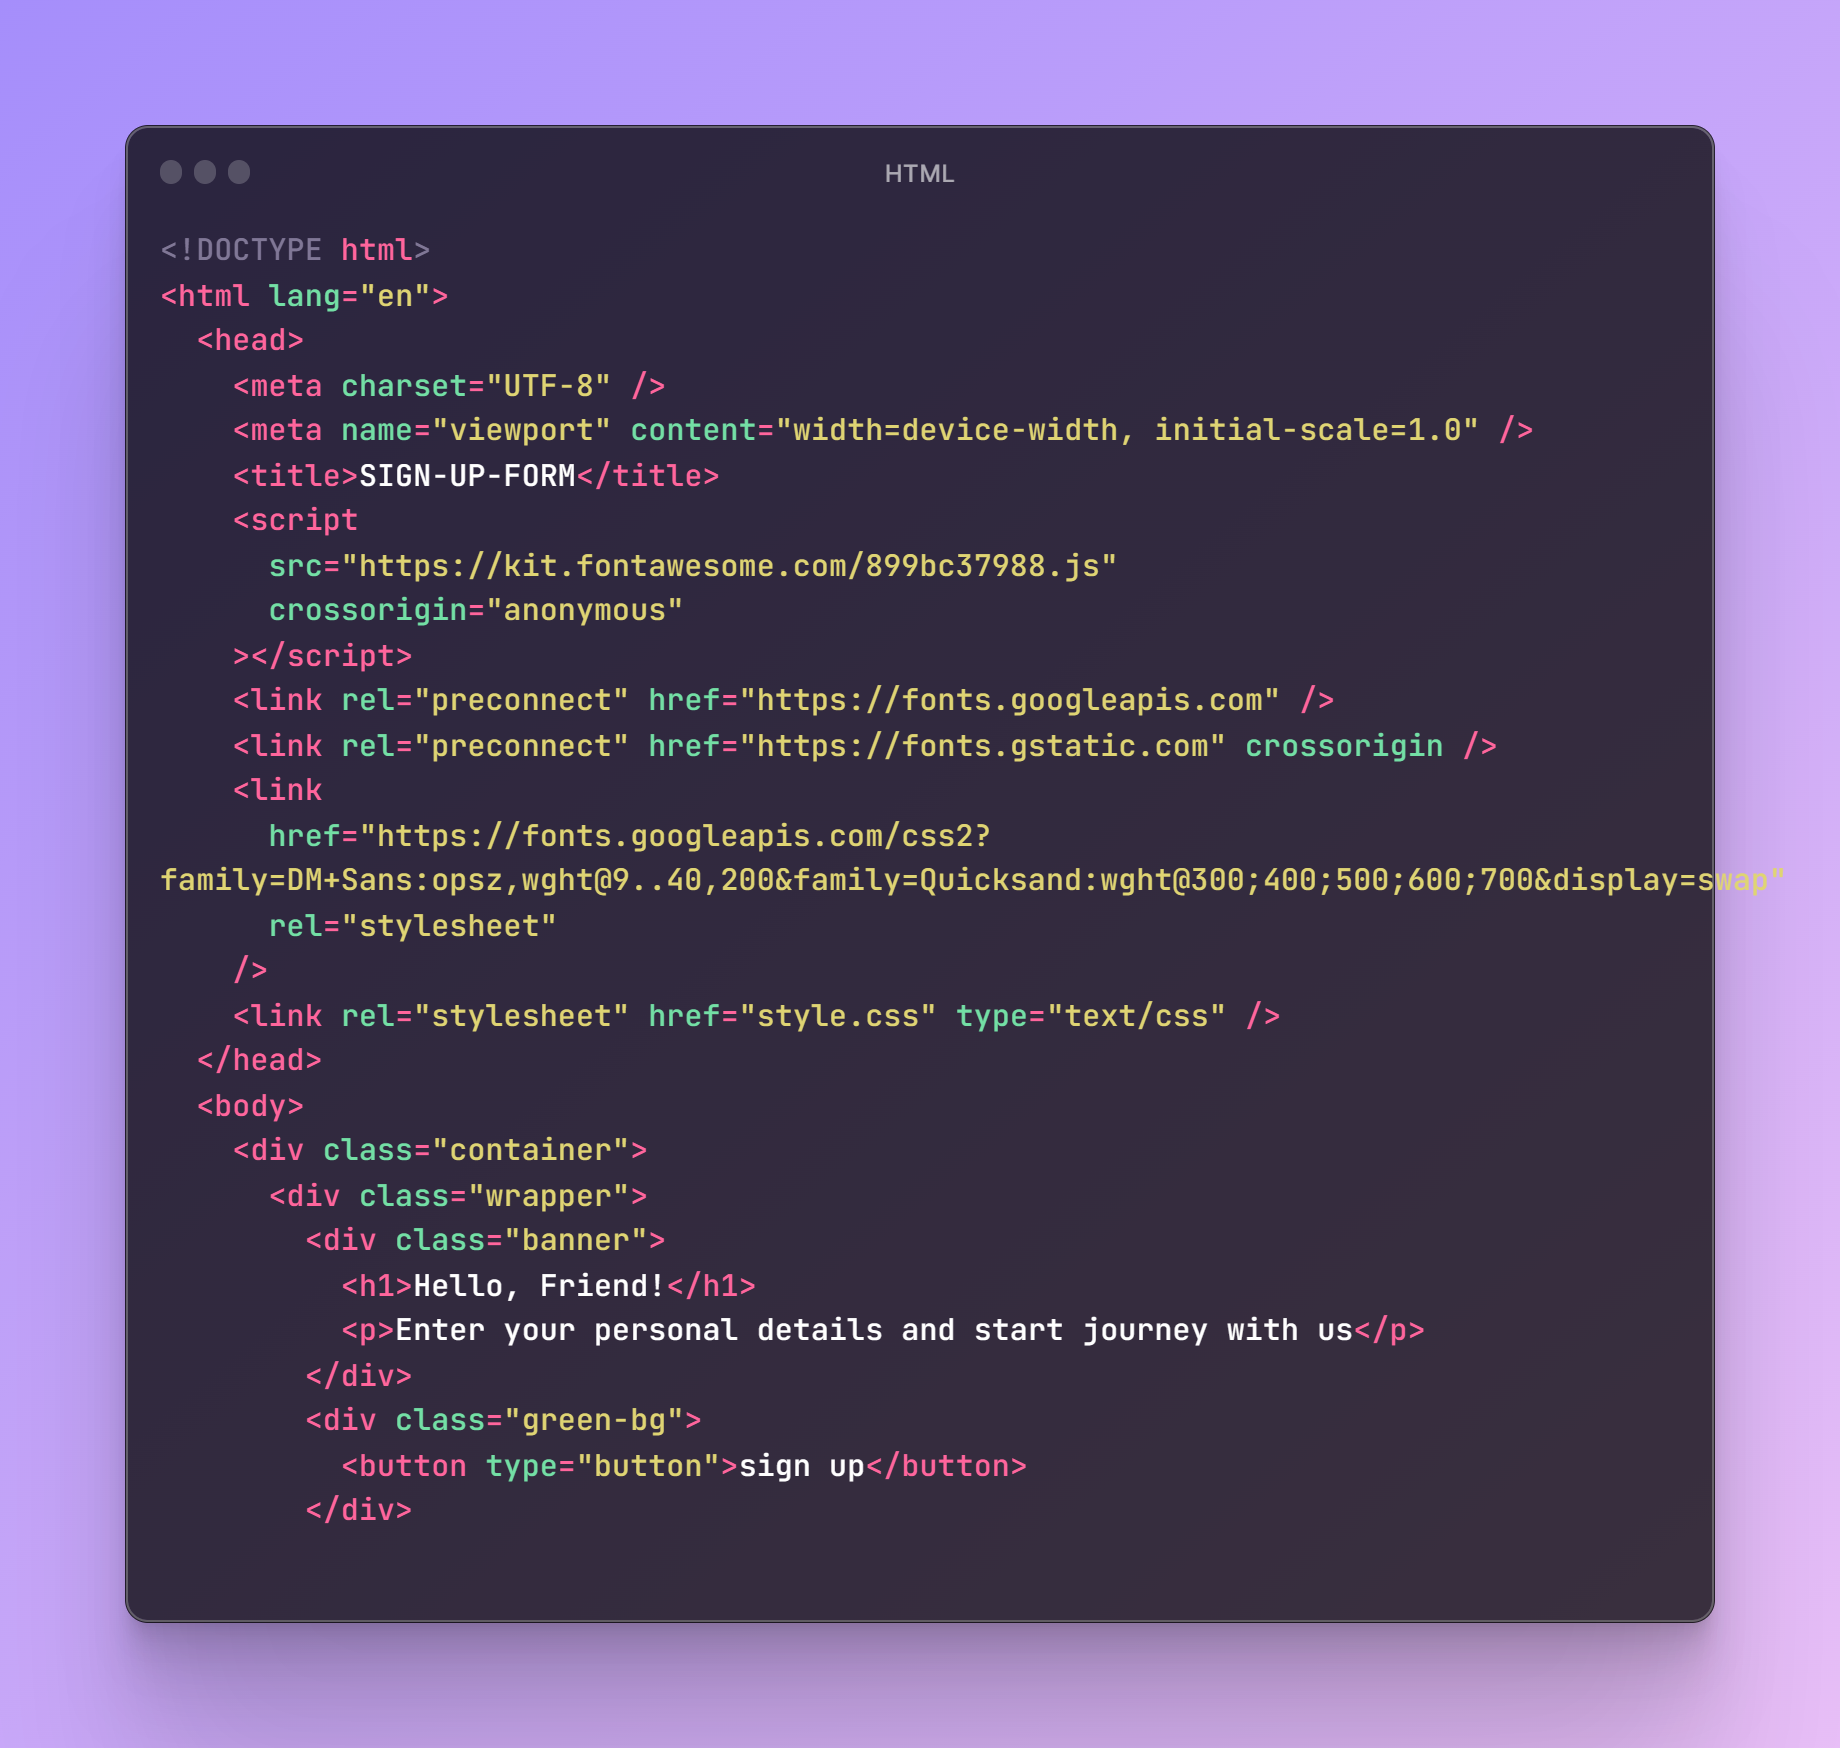 HTML
<!DOCTYPE html>
<html lang="en">
  <head>
    <meta charset="UTF-8" />
    <meta name="viewport" content="width=device-width, initial-scale=1.0" />
    <title>SIGN-UP-FORM</title>
    <script
      src="https://kit.fontawesome.com/899bc37988.js"
      crossorigin="anonymous"
    ></script>
    <link rel="preconnect" href="https://fonts.googleapis.com" />
    <link rel="preconnect" href="https://fonts.gstatic.com" crossorigin />
    <link
      href="https://fonts.googleapis.com/css2?
family=DM+Sans:opsz,wght@9..40,200&family=Quicksand:wght@300;400;500;600;700&display=swap"
      rel="stylesheet"
    />
    <link rel="stylesheet" href="style.css" type="text/css" />
  </head>
  <body>
    <div class="container">
      <div class="wrapper">
        <div class="banner">
          <h1>Hello, Friend!</h1>
          <p>Enter your personal details and start journey with us</p>
        </div>
        <div class="green-bg">
          <button type="button">sign up</button>
        </div>